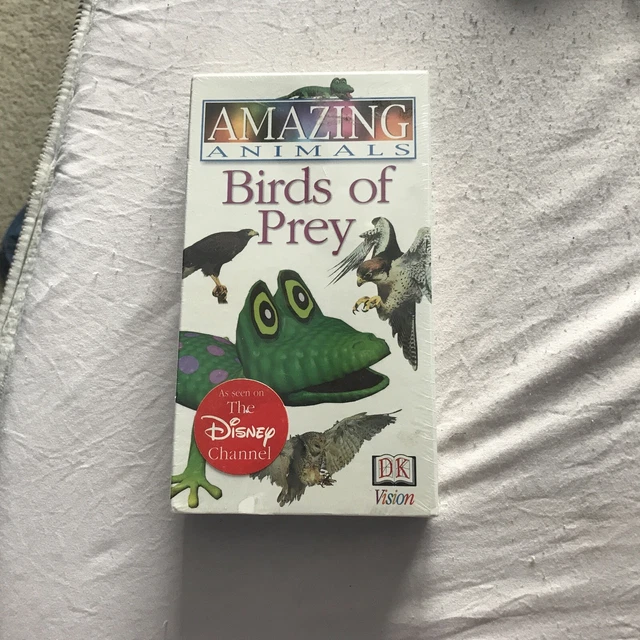 AMAZING
ANIMALS
Birds of
Prey
As seen on
The
Disney
Channel
DK
Vision